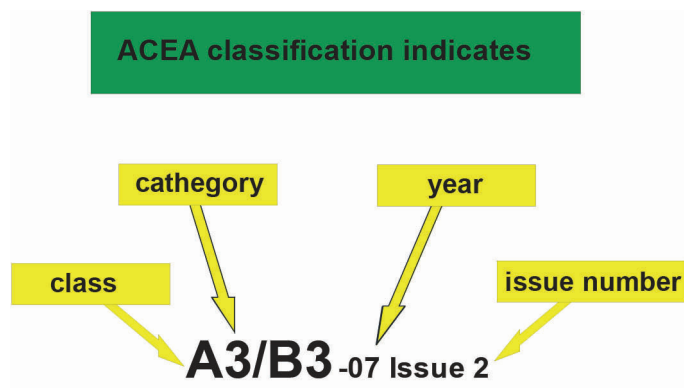 ACEA classification indicates
cathegory
year
class
issue number
A3/B3 -07 Issue 2